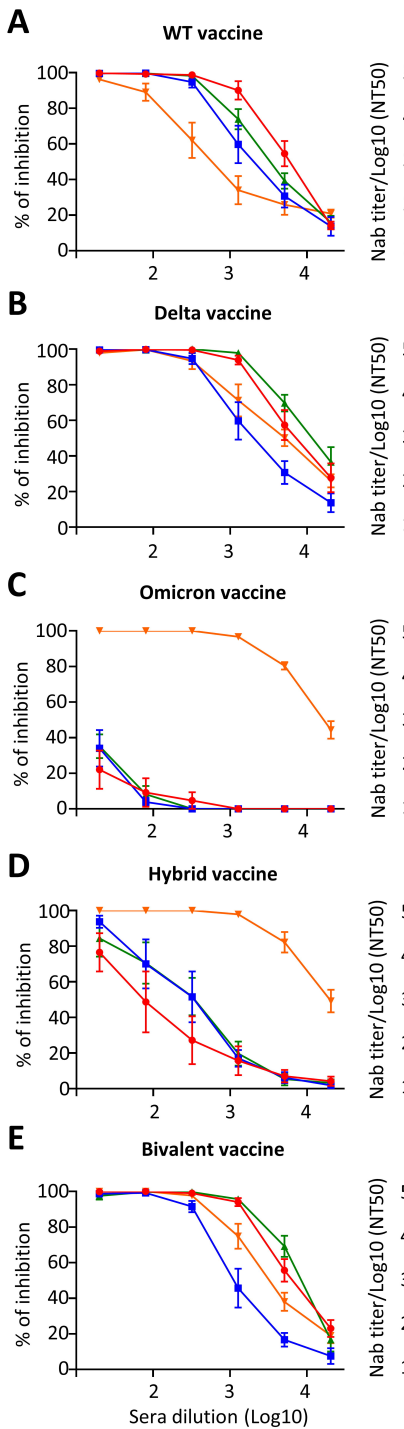 A
WT vaccine
100
80
60
40
20
0
% of inhibition
2
3
4
Nab titer/Log10 (NT50)
B
Delta vaccine
100
80
60
40
20
0
% of inhibition
2
3
4
Nab titer/Log10 (NT50)
C
Omicron vaccine
100
80
60
40
20
0
% of inhibition
2
3
4
Nab titer/Log10 (NT50)
D
Hybrid vaccine
100
80
60
40
20
0
% of inhibition
2
3
4
Nab titer/Log10 (NT50)
E
Bivalent vaccine
100
80
60
40
20
0
% of inhibition
2
3
4
Sera dilution (Log10)
Nab titer/Log10 (NT50)